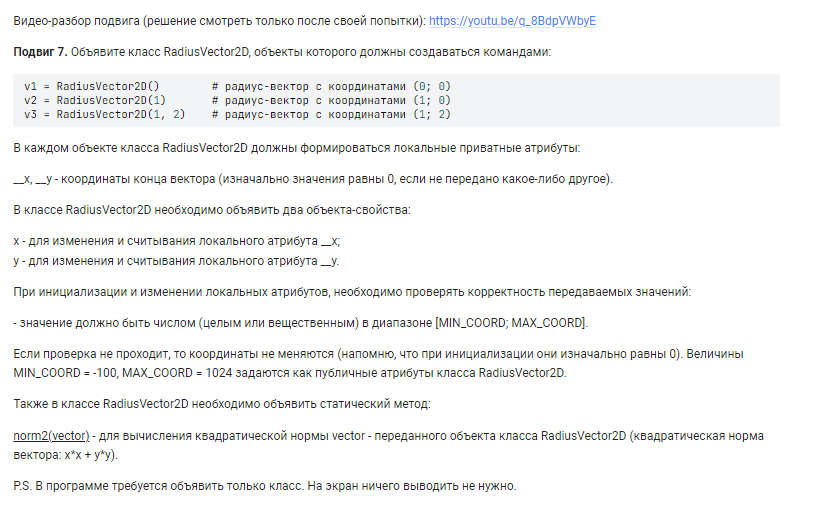 Видео-разбор подвига (решение смотреть только после своей попытки): https://youtu.be/q_8BdpVWbyE
Подвиг 7. Объявите класс RadiusVector2D, объекты которого должны создаваться командами:
v1 = RadiusVector2D()        # радиус-вектор с координатами (0; 0)
v2 = RadiusVector2D(1)       # радиус-вектор с координатами (1; 0)
v3 = RadiusVector2D(1, 2)    # радиус-вектор с координатами (1; 2)
В каждом объекте класса RadiusVector2D должны формироваться локальные приватные атрибуты:
__x, __y - координаты конца вектора (изначально значения равны 0, если не передано какое-либо другое).
В классе RadiusVector2D необходимо объявить два объекта-свойства:
x - для изменения и считывания локального атрибута __x;
y - для изменения и считывания локального атрибута __y.
При инициализации и изменении локальных атрибутов, необходимо проверять корректность передаваемых значений:
- значение должно быть числом (целым или вещественным) в диапазоне [MIN_COORD; MAX_COORD].
Если проверка не проходит, то координаты не меняются (напомню, что при инициализации они изначально равны 0). Величины
MIN_COORD = -100, MAX_COORD = 1024 задаются как публичные атрибуты класса RadiusVector2D.
Также в классе RadiusVector2D необходимо объявить статический метод:
norm2(vector) - для вычисления квадратической нормы vector - переданного объекта класса RadiusVector2D (квадратическая норма
вектора: x*x + y*y).
P.S. В программе требуется объявить только класс. На экран ничего выводить не нужно.